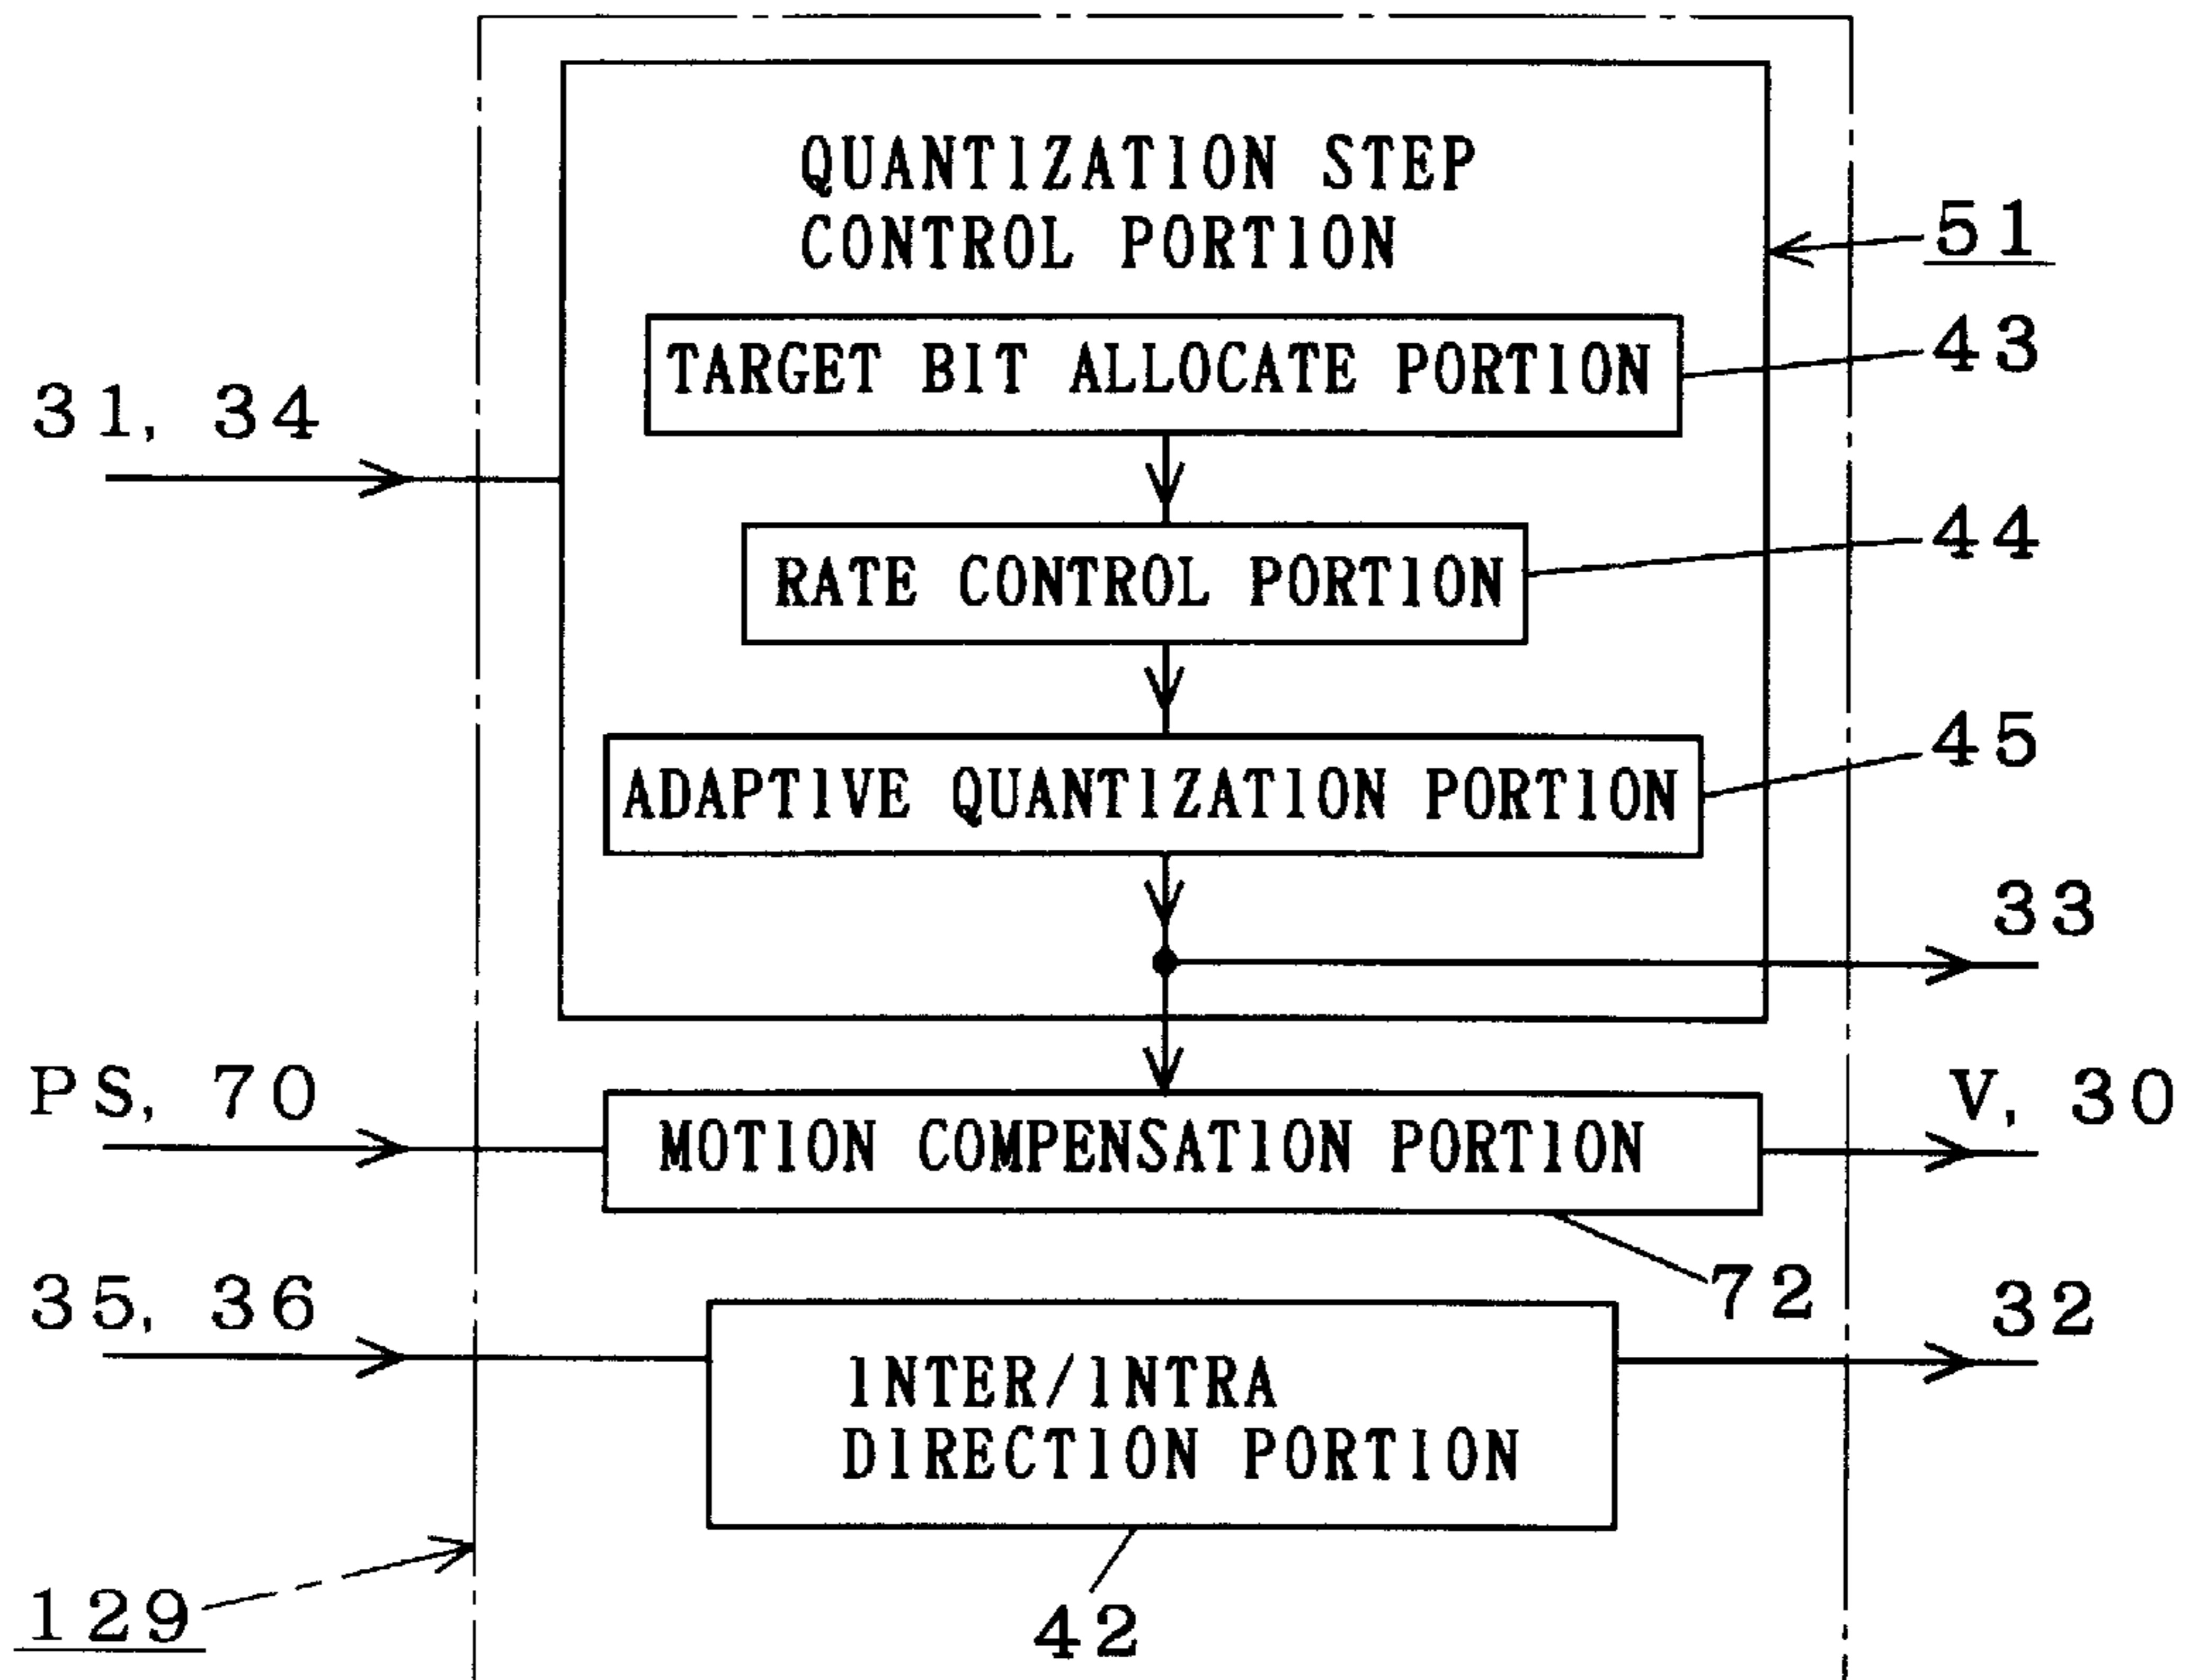 QUANTIZATION STEP
CONTROL PORTION
51
TARGET BIT ALLOCATE PORTION
43
31, 34
RATE CONTROL PORTION
44
ADAPTIVE QUANTIZATION PORTION
45
33
PS, 70
MOTION COMPENSATION PORTION
V, 30
72
35, 36
INTER/INTRA
DIRECTION PORTION
32
129
42